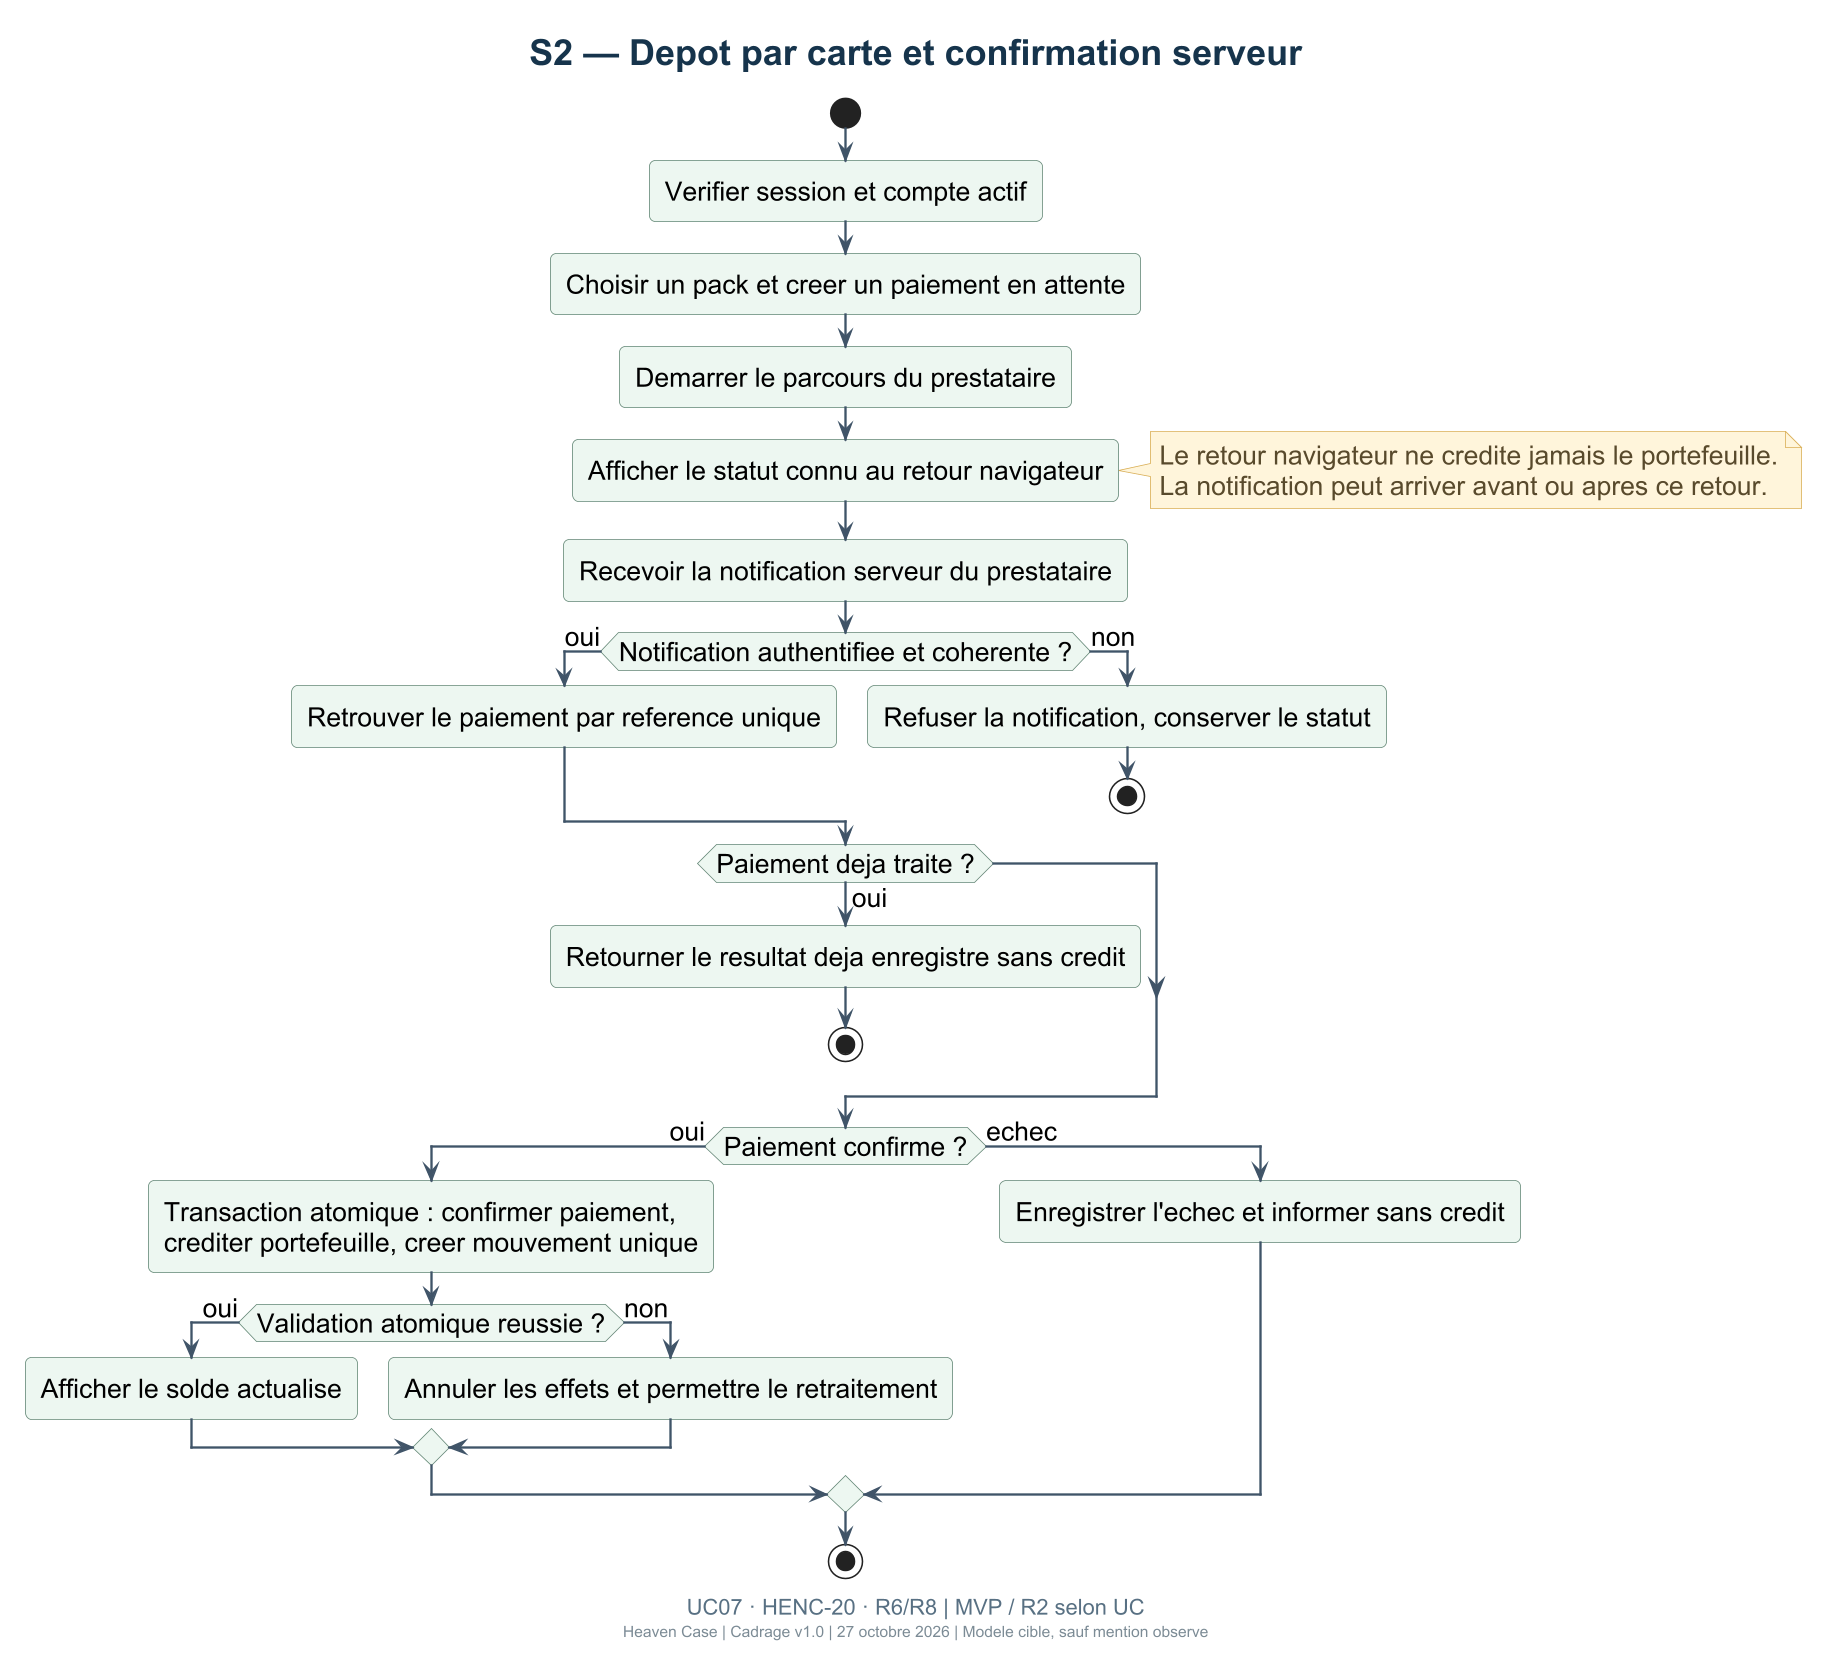 S2 — Depot par carte et confirmation serveur
Verifier session et compte actif
Choisir un pack et creer un paiement en attente
Demarrer le parcours du prestataire
Afficher le statut connu au retour navigateur
Le retour navigateur ne credite jamais le portefeuille.
La notification peut arriver avant ou apres ce retour.
Recevoir la notification serveur du prestataire
oui
Notification authentifiee et coherente ?
non
Retrouver le paiement par reference unique
Refuser la notification, conserver le statut
Paiement deja traite ?
oui
Retourner le resultat deja enregistre sans credit
oui
Paiement confirme ?
echec
Transaction atomique : confirmer paiement,
crediter portefeuille, creer mouvement unique
Enregistrer l'echec et informer sans credit
oui
Validation atomique reussie ?
non
Afficher le solde actualise
Annuler les effets et permettre le retraitement
UC07 · HENC-20 · R6/R8 | MVP / R2 selon UC
Heaven Case | Cadrage v1.0 | 27 octobre 2026 | Modele cible, sauf mention observe